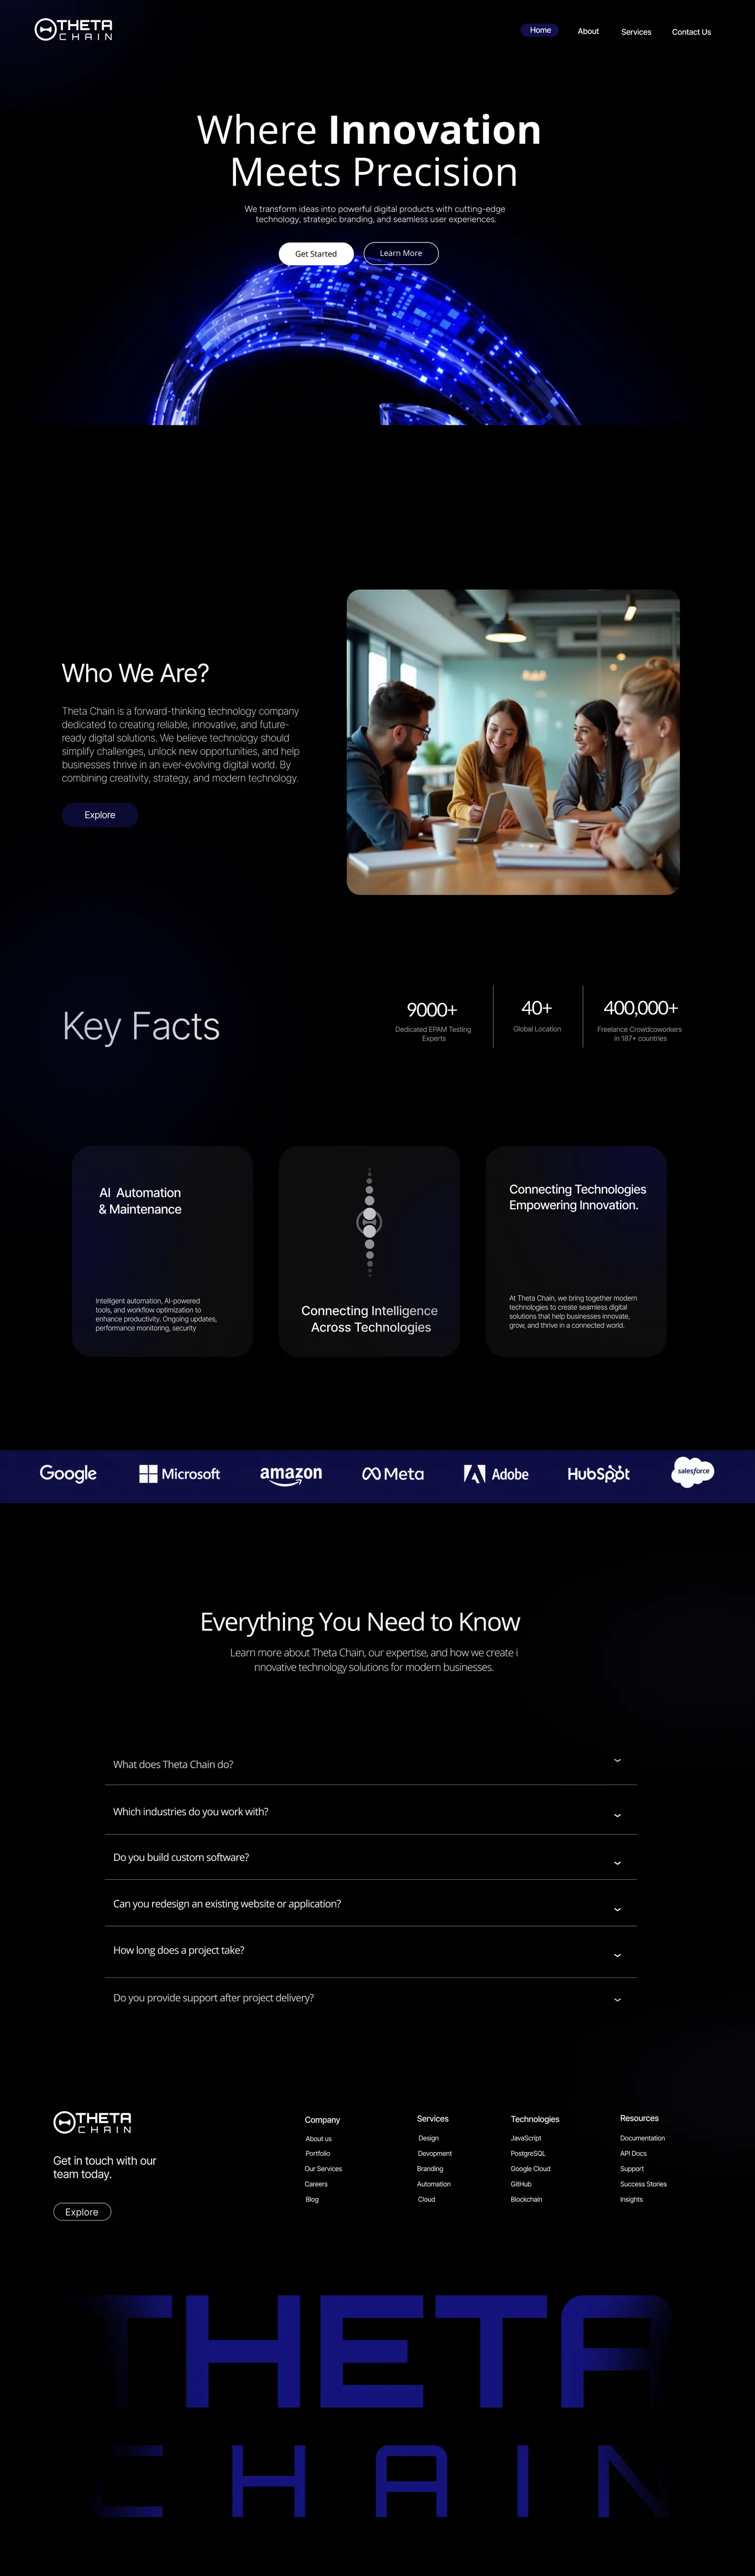 THETA
CHAIN
Home
About
Services
Contact Us
Where Innovation
Meets Precision
We transform ideas into powerful digital products with cutting-edge
technology, strategic branding, and seamless user experiences.
Get Started
Learn More
Who We Are?
Theta Chain is a forward-thinking technology company
dedicated to creating reliable, innovative, and future-
ready digital solutions. We believe technology should
simplify challenges, unlock new opportunities, and help
businesses thrive in an ever-evolving digital world. By
combining creativity, strategy, and modern technology.
Explore
Key Facts
9000+
Dedicated EPAM Testing
Experts
40+
Global Location
400,000+
Freelance Crowdcoworkers
in 187+ countries
AI Automation
& Maintenance
Intelligent automation, AI-powered
tools, and workflow optimization to
enhance productivity. Ongoing updates,
performance monitoring, security
Connecting Intelligence
Across Technologies
Connecting Technologies
Empowering Innovation.
At Theta Chain, we bring together modern
technologies to create seamless digital
solutions that help businesses innovate,
grow, and thrive in a connected world.
Google
Microsoft
amazon
Meta
Adobe
HubSpot
salesforce
Everything You Need to Know
Learn more about Theta Chain, our expertise, and how we create i
nnovative technology solutions for modern businesses.
What does Theta Chain do?
Which industries do you work with?
Do you build custom software?
Can you redesign an existing website or application?
How long does a project take?
Do you provide support after project delivery?
THETA
CHAIN
Get in touch with our
team today.
Explore
Company
About us
Portfolio
Our Services
Careers
Blog
Services
Design
Devopment
Branding
Automation
Cloud
Technologies
JavaScript
PostgreSQL
Google Cloud
GitHub
Blockchain
Resources
Documentation
API Docs
Support
Success Stories
Insights
THETA
CHAIN